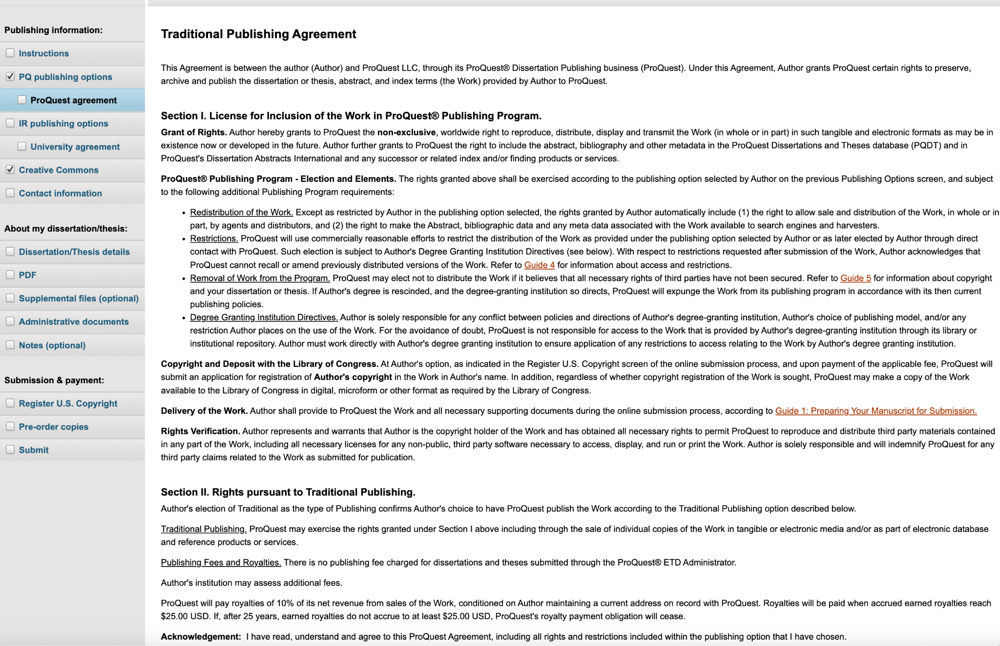 Publishing information:
Instructions
PQ publishing options
ProQuest agreement
IR publishing options
University agreement
Creative Commons
Contact information
About my dissertation/thesis:
Dissertation/Thesis details
PDF
Supplemental files (optional)
Administrative documents
Notes (optional)
Submission & payment:
Register U.S. Copyright
Pre-order copies
Submit
Traditional Publishing Agreement
This Agreement is between the author (Author) and ProQuest LLC, through its ProQuest® Dissertation Publishing business (ProQuest). Under this Agreement, Author grants ProQuest certain rights to preserve,
archive and publish the dissertation or thesis, abstract, and index terms (the Work) provided by Author to ProQuest.
Section I. License for Inclusion of the Work in ProQuest® Publishing Program.
Grant of Rights. Author hereby grants to ProQuest the non-exclusive, worldwide right to reproduce, distribute, display and transmit the Work (in whole or in part) in such tangible and electronic formats as may be in
existence now or developed in the future. Author further grants to ProQuest the right to include the abstract, bibliography and other metadata in the ProQuest Dissertations and Theses database (PQDT) and in
ProQuest's Dissertation Abstracts International and any successor or related index and/or finding products or services.
ProQuest® Publishing Program - Election and Elements. The rights granted above shall be exercised according to the publishing option selected by Author on the previous Publishing Options screen, and subject
to the following additional Publishing Program requirements:
• Redistribution of the Work. Except as restricted by Author in the publishing option selected, the rights granted by Author automatically include (1) the right to allow sale and distribution of the Work, in whole or in
part, by agents and distributors, and (2) the right to make the Abstract, bibliographic data and any meta data associated with the Work available to search engines and harvesters.
• Restrictions. ProQuest will use commercially reasonable efforts to restrict the distribution of the Work as provided under the publishing option selected by Author or as later elected by Author through direct
contact with ProQuest. Such election is subject to Author's Degree Granting Institution Directives (see below). With respect to restrictions requested after submission of the Work, Author acknowledges that
ProQuest cannot recall or amend previously distributed versions of the Work. Refer to Guide 4 for information about access and restrictions.
• Removal of Work from the Program. ProQuest may elect not to distribute the Work if it believes that all necessary rights of third parties have not been secured. Refer to Guide 5 for information about copyright
and your dissertation or thesis. If Author's degree is rescinded, and the degree-granting institution so directs, ProQuest will expunge the Work from its publishing program in accordance with its then current
publishing policies.
• Degree Granting Institution Directives. Author is solely responsible for any conflict between policies and directions of Author's degree-granting institution, Author's choice of publishing model, and/or any
restriction Author places on the use of the Work. For the avoidance of doubt, ProQuest is not responsible for access to the Work that is provided by Author's degree-granting institution through its library or
institutional repository. Author must work directly with Author's degree granting institution to ensure application of any restrictions to access relating to the Work by Author's degree granting institution.
Copyright and Deposit with the Library of Congress. At Author's option, as indicated in the Register U.S. Copyright screen of the online submission process, and upon payment of the applicable fee, ProQuest will
submit an application for registration of Author's copyright in the Work in Author's name. In addition, regardless of whether copyright registration of the Work is sought, ProQuest may make a copy of the Work
available to the Library of Congress in digital, microform or other format as required by the Library of Congress.
Delivery of the Work. Author shall provide to ProQuest the Work and all necessary supporting documents during the online submission process, according to Guide 1: Preparing Your Manuscript for Submission.
Rights Verification. Author represents and warrants that Author is the copyright holder of the Work and has obtained all necessary rights to permit ProQuest to reproduce and distribute third party materials contained
in any part of the Work, including all necessary licenses for any non-public, third party software necessary to access, display, and run or print the Work. Author is solely responsible and will indemnify ProQuest for any
third party claims related to the Work as submitted for publication.
Section II. Rights pursuant to Traditional Publishing.
Author's election of Traditional as the type of Publishing confirms Author's choice to have ProQuest publish the Work according to the Traditional Publishing option described below.
Traditional Publishing. ProQuest may exercise the rights granted under Section I above including through the sale of individual copies of the Work in tangible or electronic media and/or as part of electronic database
and reference products or services.
Publishing Fees and Royalties. There is no publishing fee charged for dissertations and theses submitted through the ProQuest® ETD Administrator.
Author's institution may assess additional fees.
ProQuest will pay royalties of 10% of its net revenue from sales of the Work, conditioned on Author maintaining a current address on record with ProQuest. Royalties will be paid when accrued earned royalties reach
$25.00 USD. If, after 25 years, earned royalties do not accrue to at least $25.00 USD, ProQuest's royalty payment obligation will cease.
Acknowledgement: I have read, understand and agree to this ProQuest Agreement, including all rights and restrictions included within the publishing option that I have chosen.